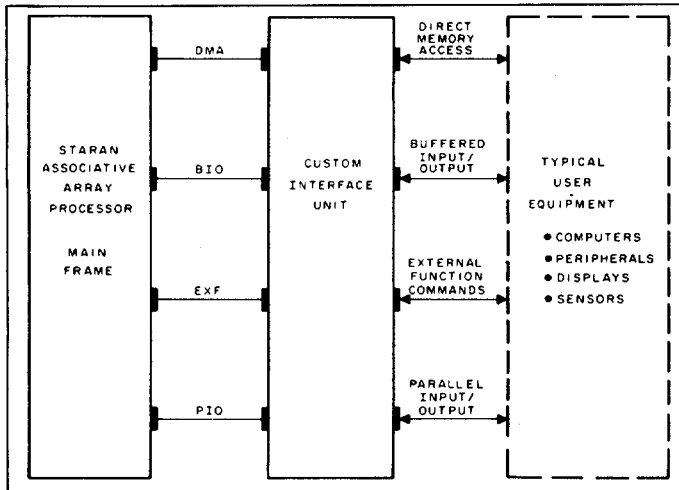 STARAN
ASSOCIATIVE
ARRAY
PROCESSOR
MAIN
FRAME
DMA
BIO
EXF
PIO
CUSTOM
INTERFACE
UNIT
DIRECT
MEMORY
ACCESS
BUFFERED
INPUT/
OUTPUT
EXTERNAL
FUNCTION
COMMANDS
PARALLEL
INPUT/
OUTPUT
TYPICAL
USER
EQUIPMENT
● COMPUTERS
● PERIPHERALS
● DISPLAYS
● SENSORS